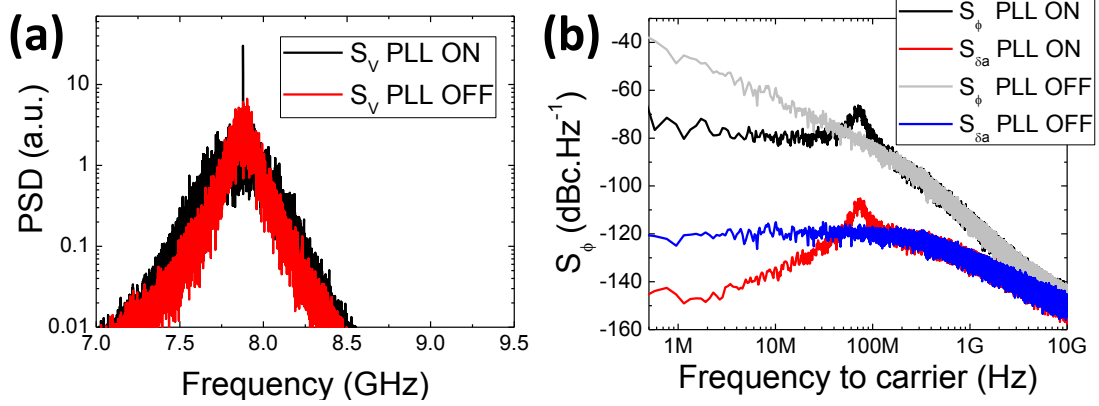 (a)
S_V PLL ON
S_V PLL OFF
PSD (a.u.)
10
1
0.1
0.01
7.0 7.5 8.0 8.5 9.0 9.5
Frequency (GHz)
(b)
S_ϕ PLL ON
S_δa PLL ON
S_ϕ PLL OFF
S_δa PLL OFF
S_ϕ (dBc.Hz⁻¹)
-40
-60
-80
-100
-120
-140
-160
1M 10M 100M 1G 10G
Frequency to carrier (Hz)